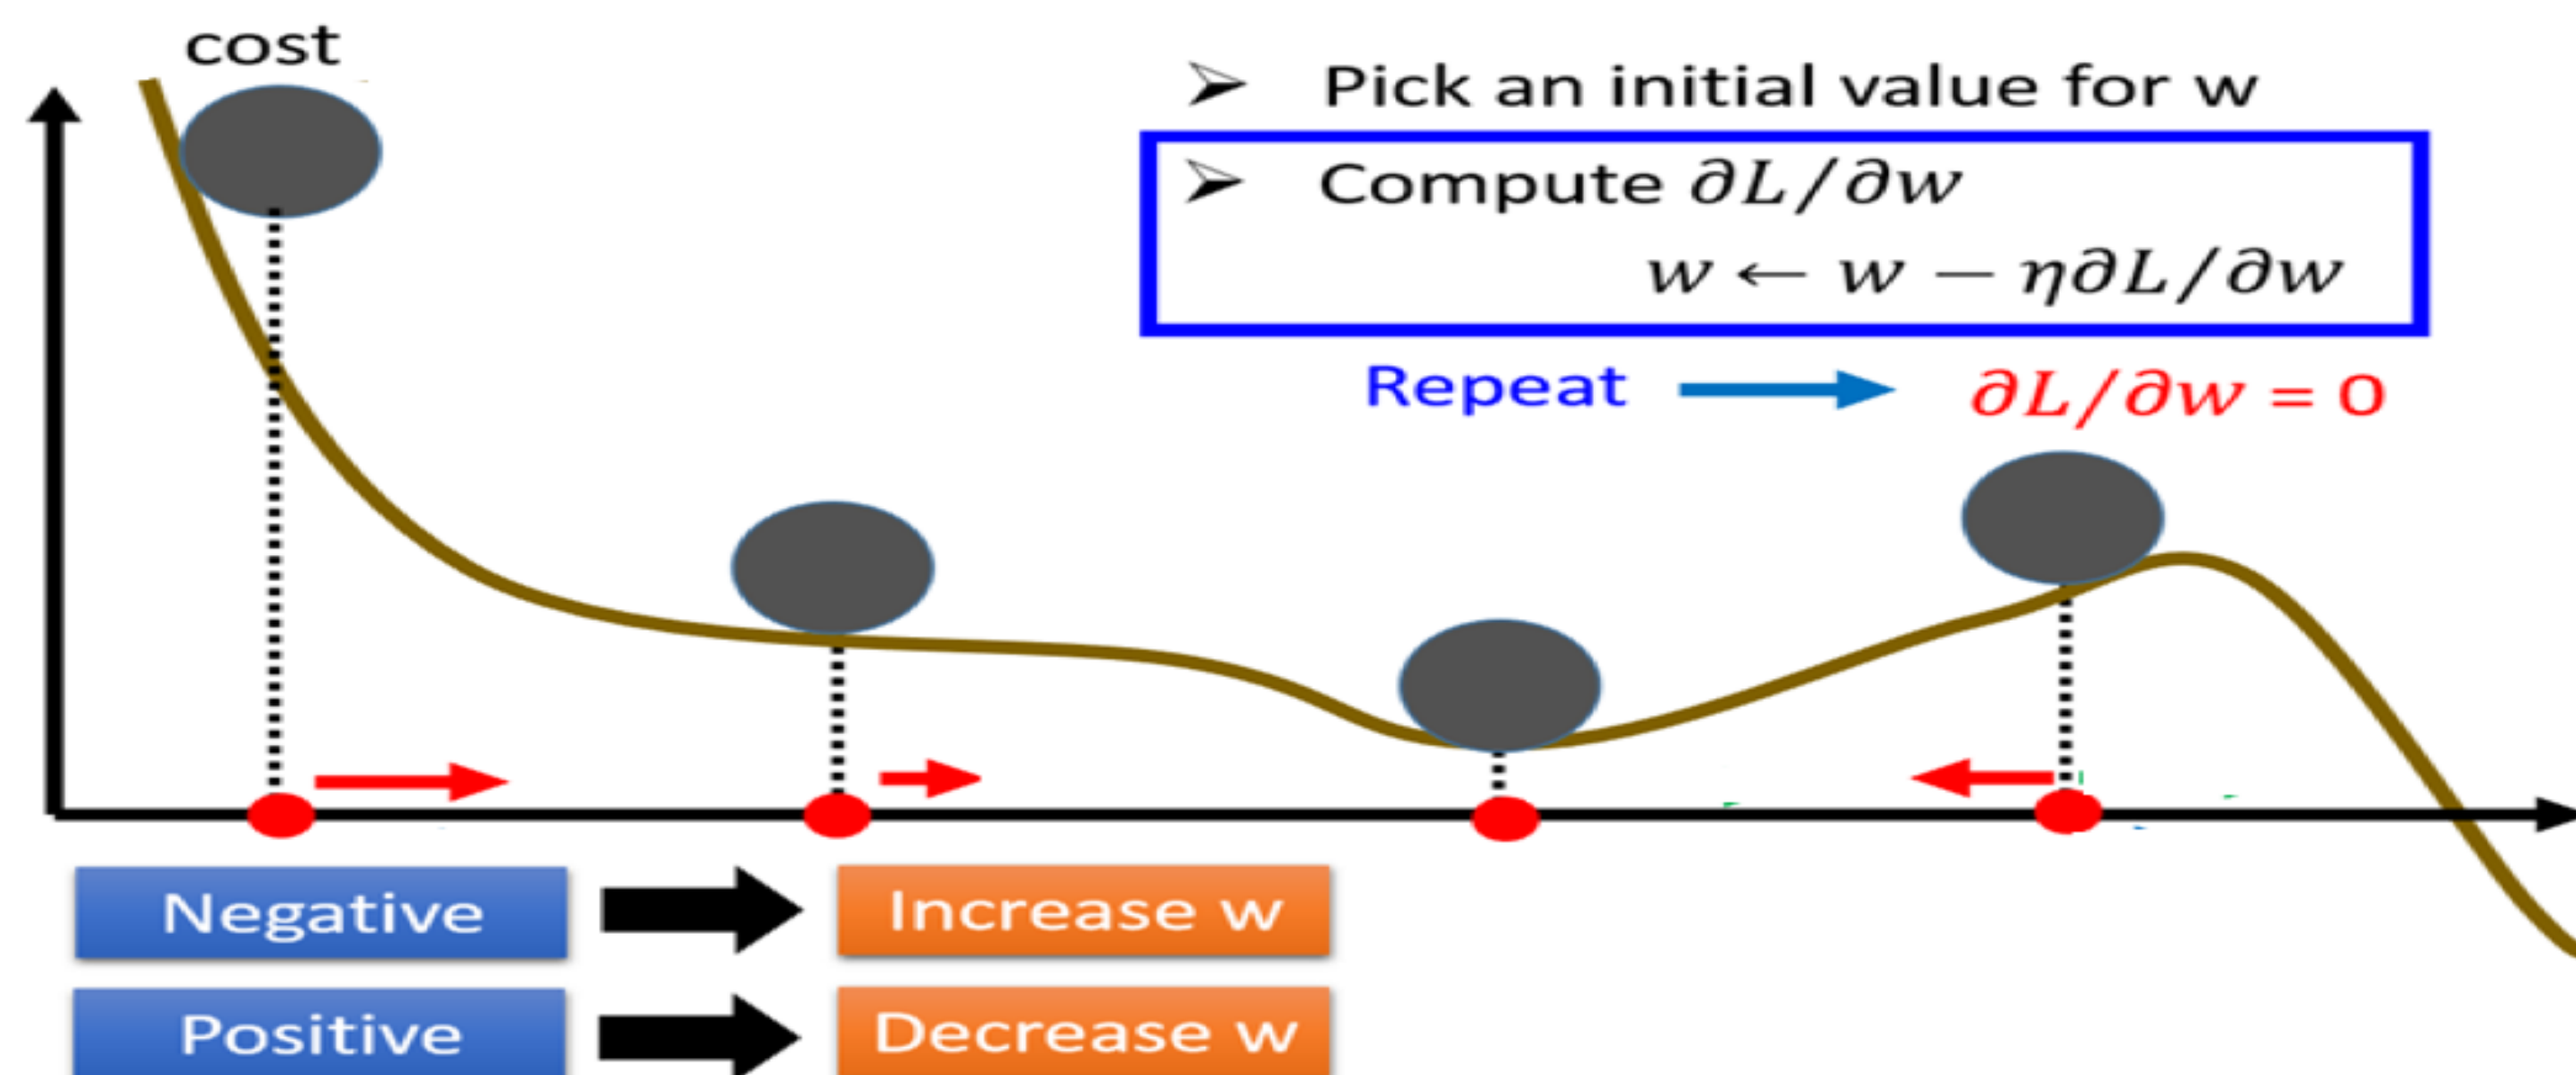 cost
➢ Pick an initial value for w
➢ Compute ∂L/∂w
w ← w − η∂L/∂w
Repeat
∂L/∂w = 0
Negative
Increase w
Positive
Decrease w